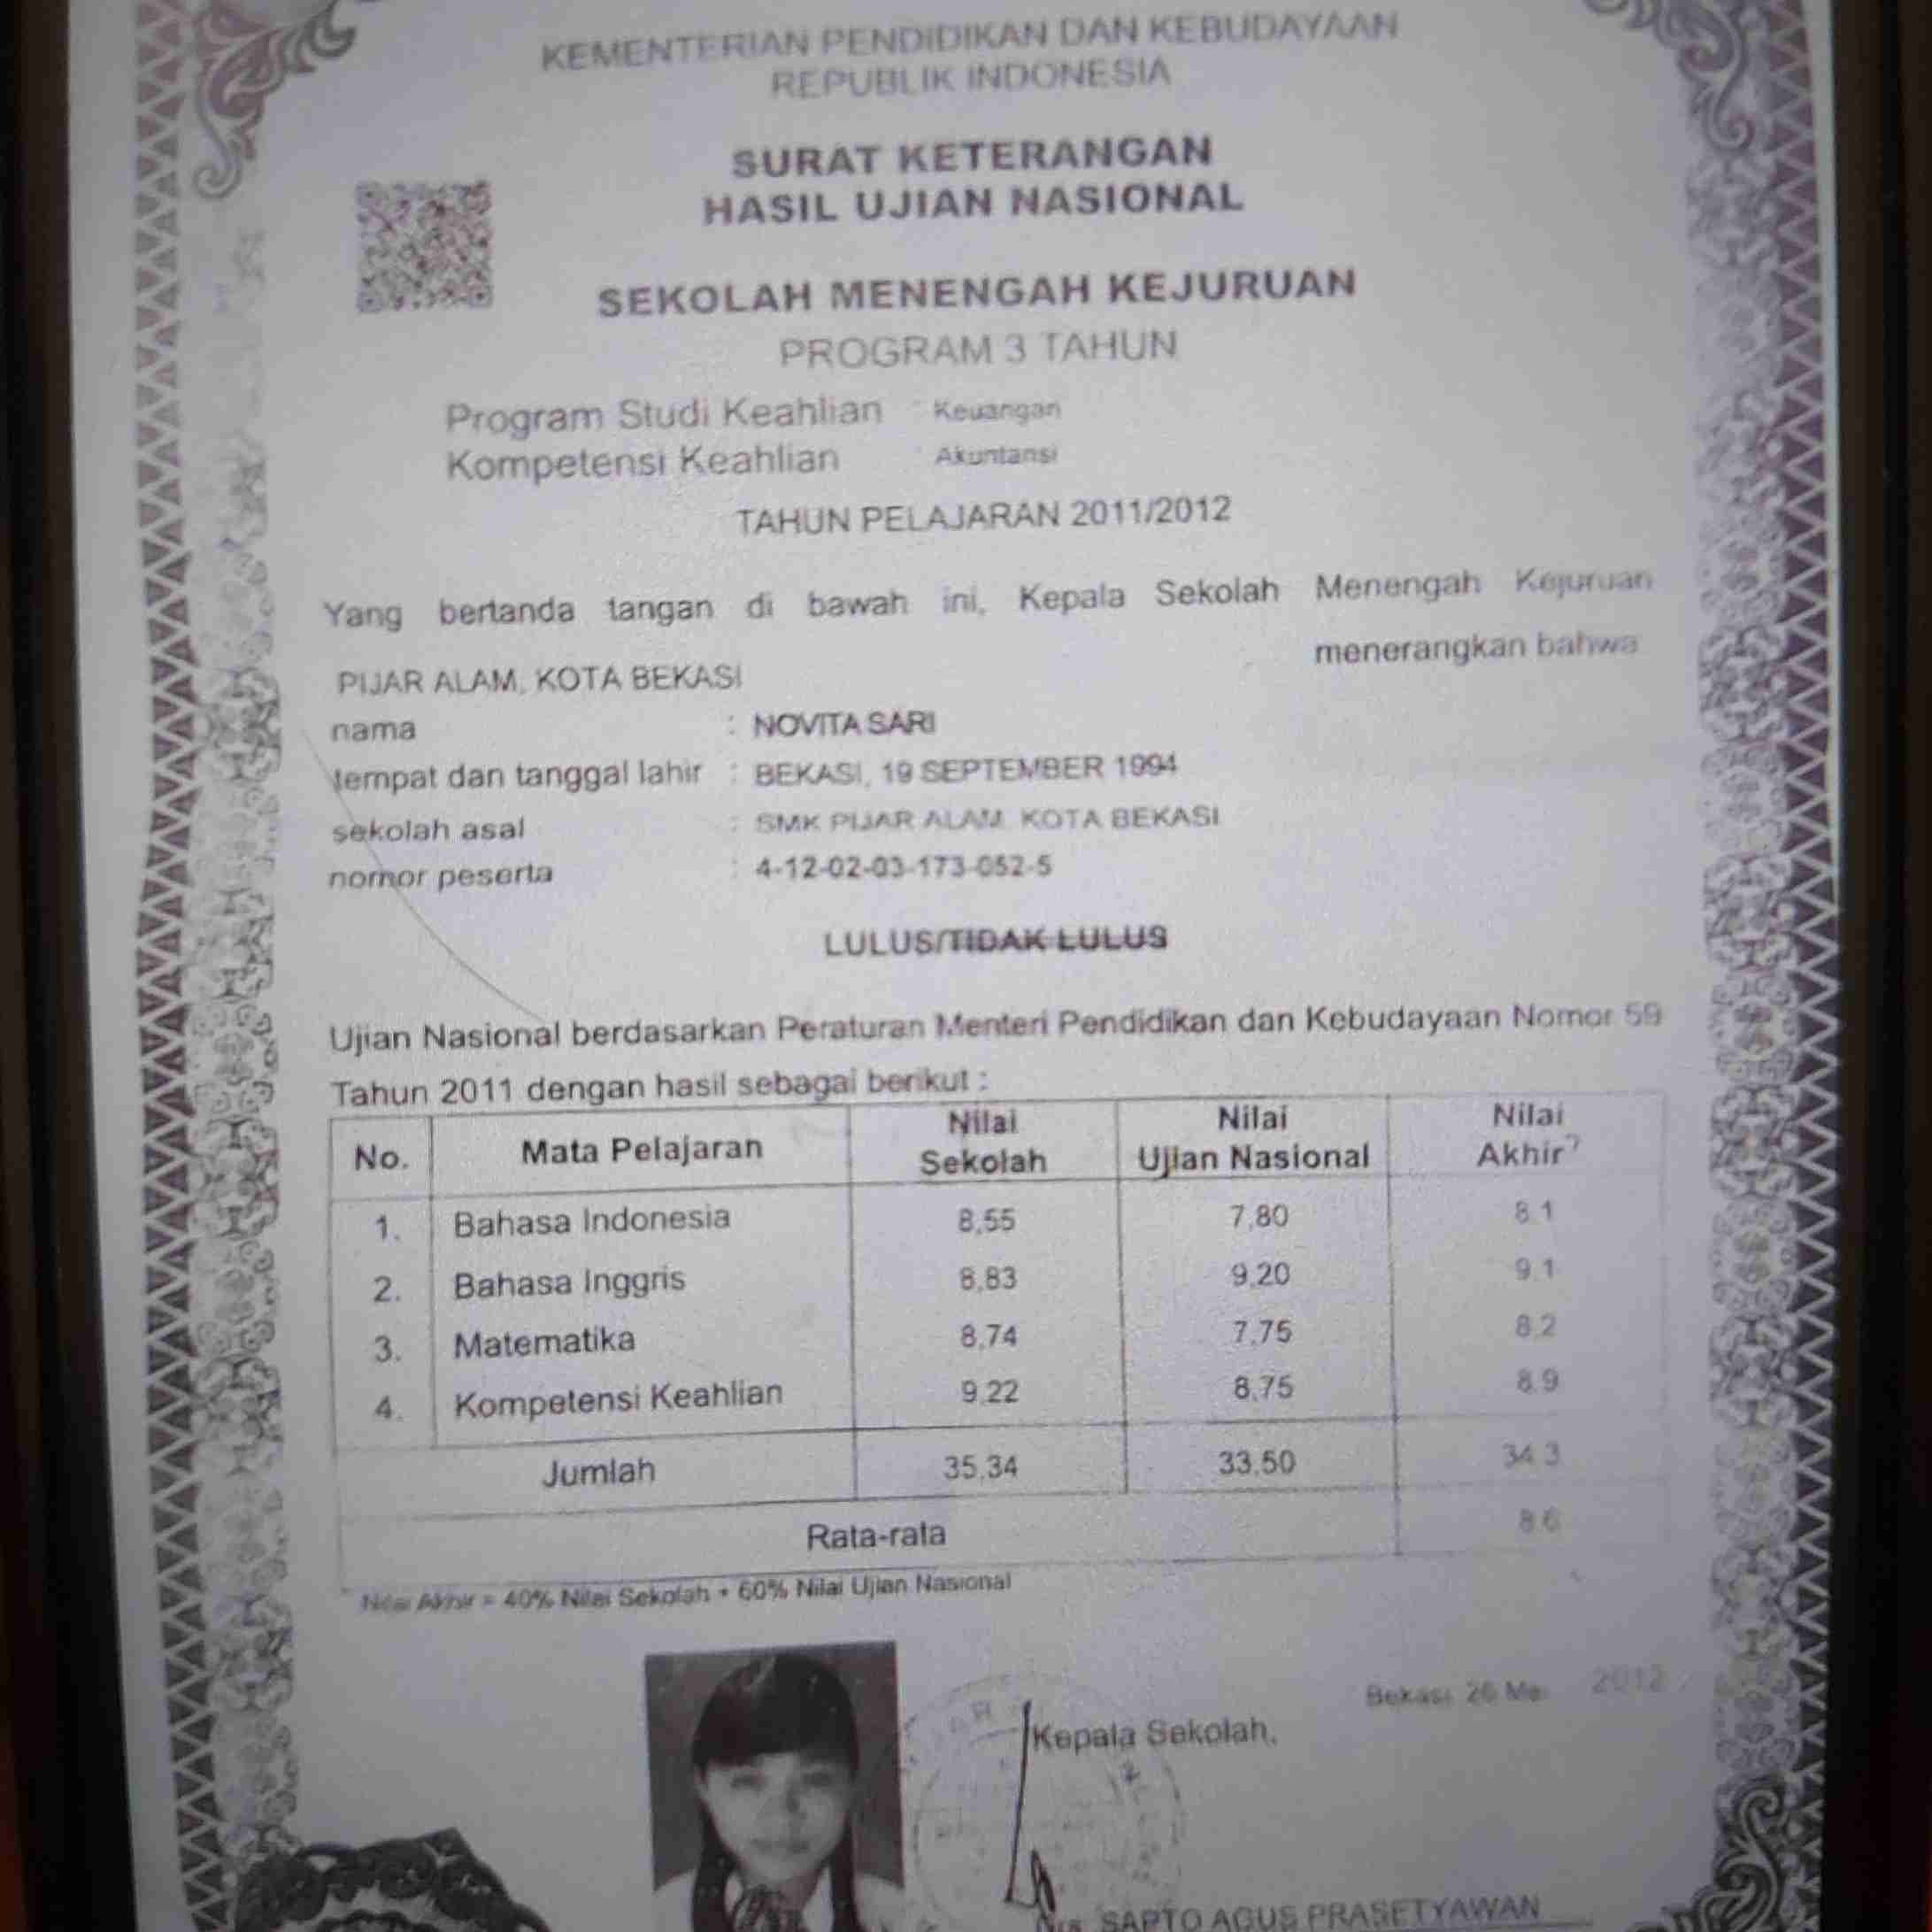 KEMENTERIAN PENDIDIKAN DAN KEBUDAYAAN
REPUBLIK INDONESIA
SURAT KETERANGAN
HASIL UJIAN NASIONAL
SEKOLAH MENENGAH KEJURUAN
PROGRAM 3 TAHUN
Program Studi Keahlian : Keuangan
Kompetensi Keahlian : Akuntansi
TAHUN PELAJARAN 2011/2012
Yang bertanda tangan di bawah ini, Kepala Sekolah Menengah Kejuruan
menerangkan bahwa
PIJAR ALAM, KOTA BEKASI
nama : NOVITA SARI
tempat dan tanggal lahir : BEKASI, 19 SEPTEMBER 1994
sekolah asal : SMK PIJAR ALAM KOTA BEKASI
nomor peserta : 4-12-02-03-173-052-5
LULUS/TIDAK LULUS
Ujian Nasional berdasarkan Peraturan Menteri Pendidikan dan Kebudayaan Nomor 59
Tahun 2011 dengan hasil sebagai berikut :
No. Mata Pelajaran Nilai Sekolah Nilai Ujian Nasional Nilai Akhir*)
1. Bahasa Indonesia 8,55 7,80 8.1
2. Bahasa Inggris 8,83 9,20 9.1
3. Matematika 8,74 7,75 8.2
4. Kompetensi Keahlian 9,22 8,75 8.9
Jumlah 35,34 33,50 34.3
Rata-rata 8.6
Nilai Akhir = 40% Nilai Sekolah + 60% Nilai Ujian Nasional
Bekasi, 26 Mei 2012
Kepala Sekolah,
Drs. SAPTO AGUS PRASETYAWAN